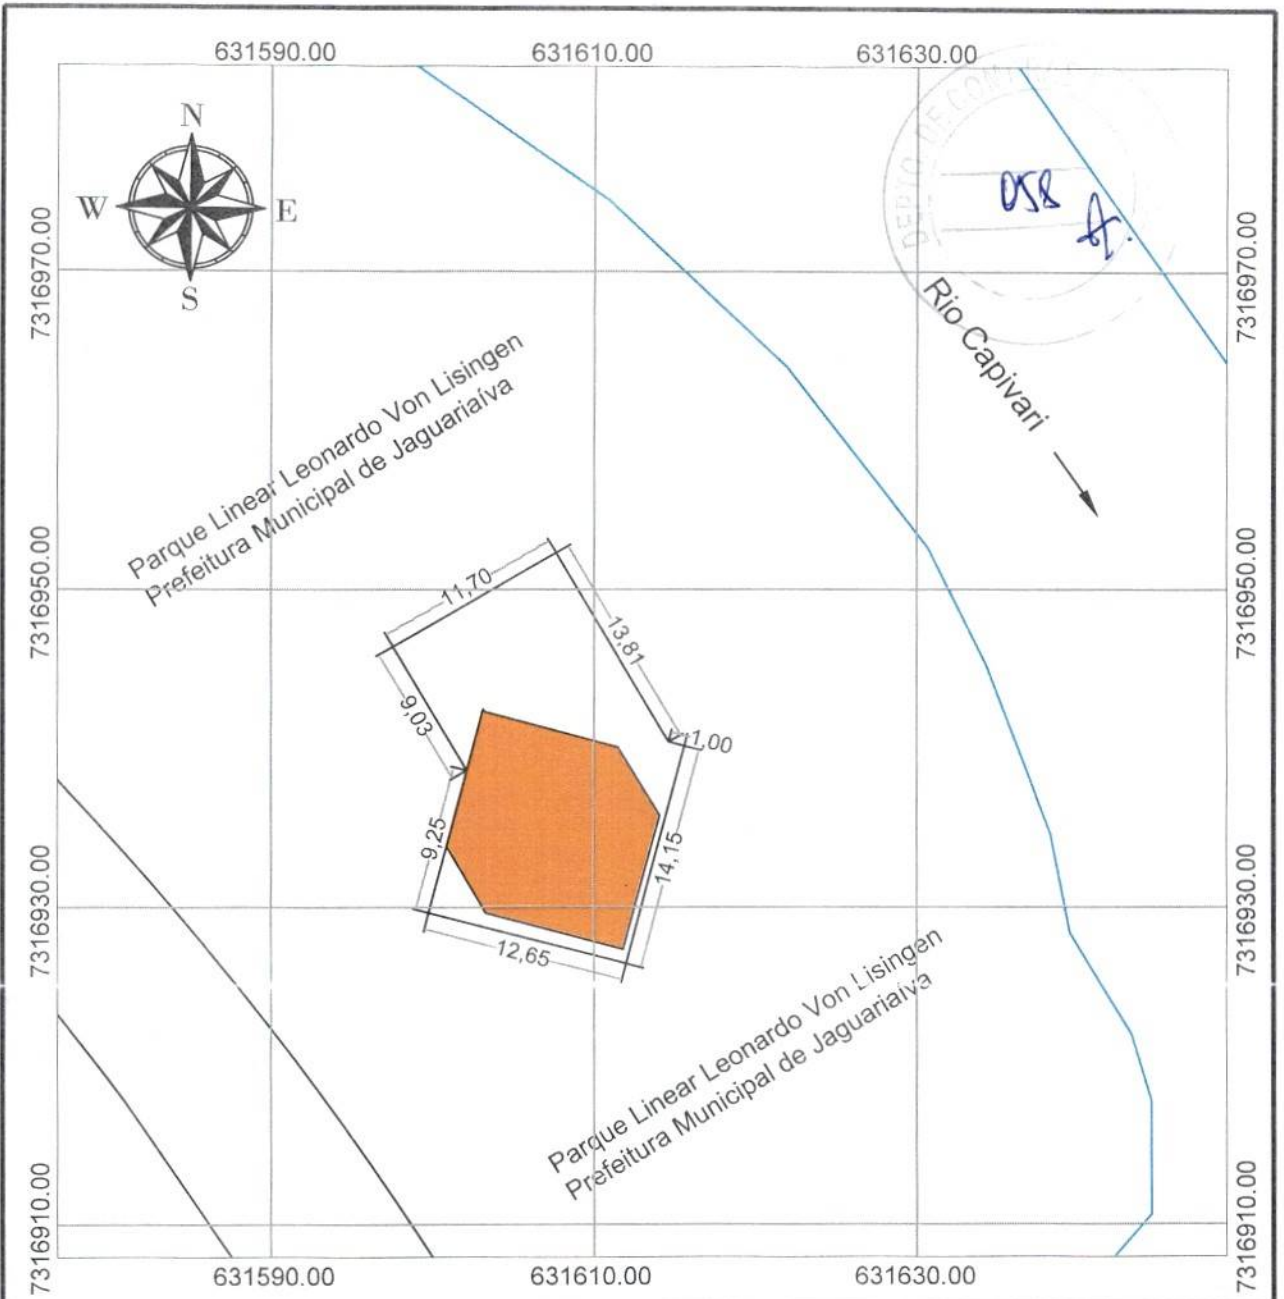 631590.00
631610.00
631630.00
N
W
E
S
DEPTO DE
058
7316970.00
7316970.00
Rio Capivari
Parque Linear Leonardo Von Lisingen
Prefeitura Municipal de Jaguariaíva
7316950.00
7316950.00
11,70
13,81
9,03
1,00
9,25
14,15
12,65
7316930.00
7316930.00
Parque Linear Leonardo Von Lisingen
Prefeitura Municipal de Jaguariaíva
7316910.00
7316910.00
631590.00
631610.00
631630.00